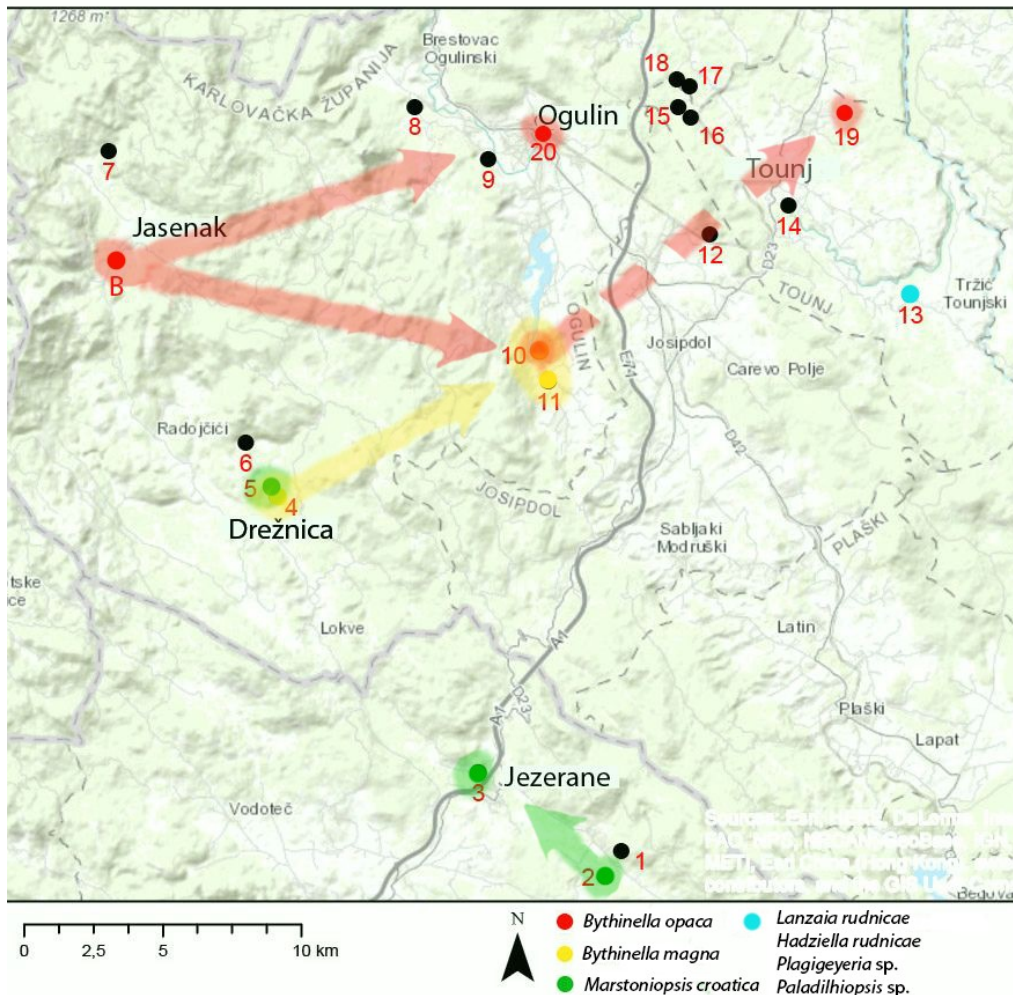 1268 m
Brestovac
Ogulinski
KARLOVAČKA ŽUPANIJA
18
17
8
Ogulin
15
16
19
20
7
9
Tounj
Jasenak
14
B
12
D23
TOUNJ
Tržić
Tounjski
13
OGULIN
10
E71
Josipdol
Carevo Polje
11
Radojčići
6
D42
5
4
JOSIPDOL
Drežnica
PLAŠKI
Sabljaki
Modruški
Lokve
Latin
A1
D23
Plaški
A1
Lapat
Jezerane
3
Vodoteč
1
2
N
0
2,5
5
10 km
Bythinella opaca
Bythinella magna
Marstoniopsis croatica
Lanzaia rudnicae
Hadziella rudnicae
Plagigeyeria sp.
Paladilhiopsis sp.